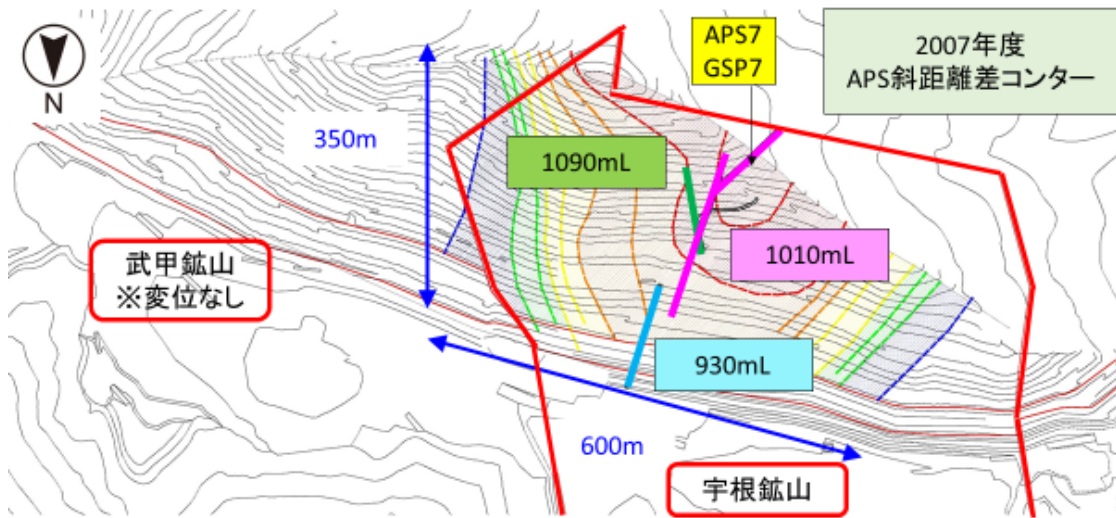 N
APS7
GSP7
2007年度
APS斜距離差コンター
350m
1090mL
1010mL
武甲鉱山
※変位なし
930mL
600m
宇根鉱山